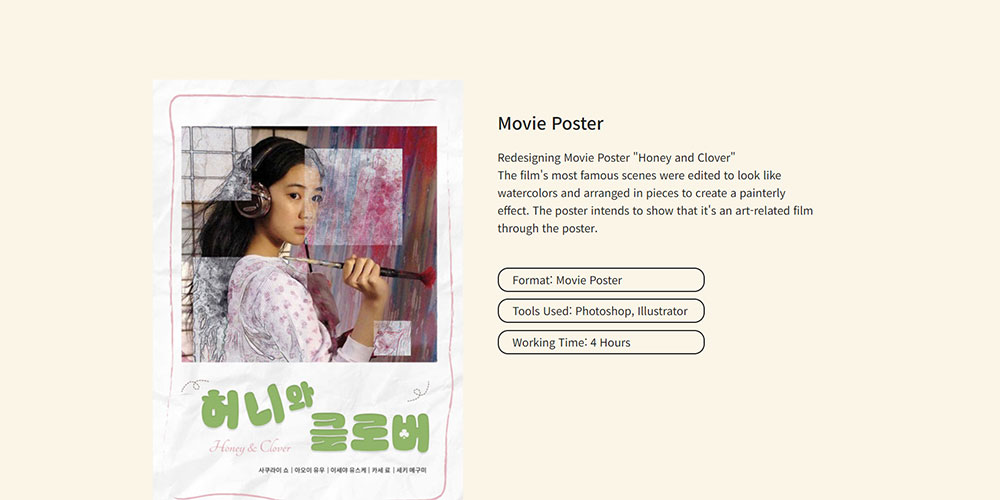 Movie Poster
Redesigning Movie Poster "Honey and Clover"
The film's most famous scenes were edited to look like
watercolors and arranged in pieces to create a painterly
effect. The poster intends to show that it's an art-related film
through the poster.
Format: Movie Poster
Tools Used: Photoshop, Illustrator
Working Time: 4 Hours
허니와
클로버
Honey & Clover
사쿠라이 쇼 | 아오이 유우 | 이세야 유스케 | 카세 료 | 세키 메구미